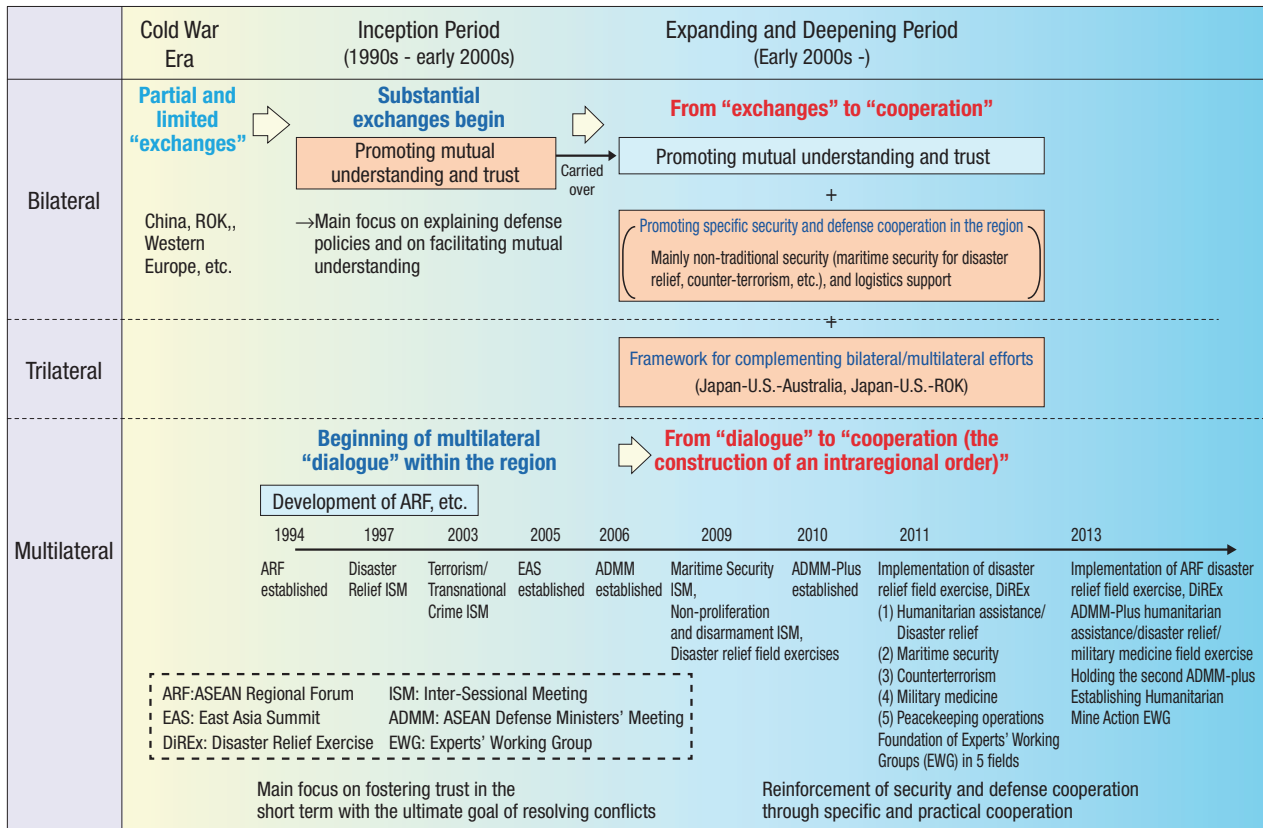 Cold War
Era
Inception Period
(1990s - early 2000s)
Expanding and Deepening Period
(Early 2000s -)
Bilateral
Partial and
limited
“exchanges”
Substantial
exchanges begin
From “exchanges” to “cooperation”
Promoting mutual
understanding and trust
Carried
over
Promoting mutual understanding and trust
+
China, ROK,,
Western
Europe, etc.
→Main focus on explaining defense
policies and on facilitating mutual
understanding
Promoting specific security and defense cooperation in the region
Mainly non-traditional security (maritime security for disaster
relief, counter-terrorism, etc.), and logistics support
+
Trilateral
Framework for complementing bilateral/multilateral efforts
(Japan-U.S.-Australia, Japan-U.S.-ROK)
Multilateral
Beginning of multilateral
“dialogue” within the region
From “dialogue” to “cooperation (the
construction of an intraregional order)”
Development of ARF, etc.
1994
ARF
established
1997
Disaster
Relief ISM
2003
Terrorism/
Transnational
Crime ISM
2005
EAS
established
2006
ADMM
established
2009
Maritime Security
ISM,
Non-proliferation
and disarmament ISM,
Disaster relief field exercises
2010
ADMM-Plus
established
2011
Implementation of disaster
relief field exercise, DiREx
(1) Humanitarian assistance/
Disaster relief
(2) Maritime security
(3) Counterterrorism
(4) Military medicine
(5) Peacekeeping operations
Foundation of Experts’ Working
Groups (EWG) in 5 fields
2013
Implementation of ARF disaster
relief field exercise, DiREx
ADMM-Plus humanitarian
assistance/disaster relief/
military medicine field exercise
Holding the second ADMM-plus
Establishing Humanitarian
Mine Action EWG
ARF:ASEAN Regional Forum
ISM: Inter-Sessional Meeting
EAS: East Asia Summit
ADMM: ASEAN Defense Ministers’ Meeting
DiREx: Disaster Relief Exercise
EWG: Experts’ Working Group
Main focus on fostering trust in the
short term with the ultimate goal of resolving conflicts
Reinforcement of security and defense cooperation
through specific and practical cooperation